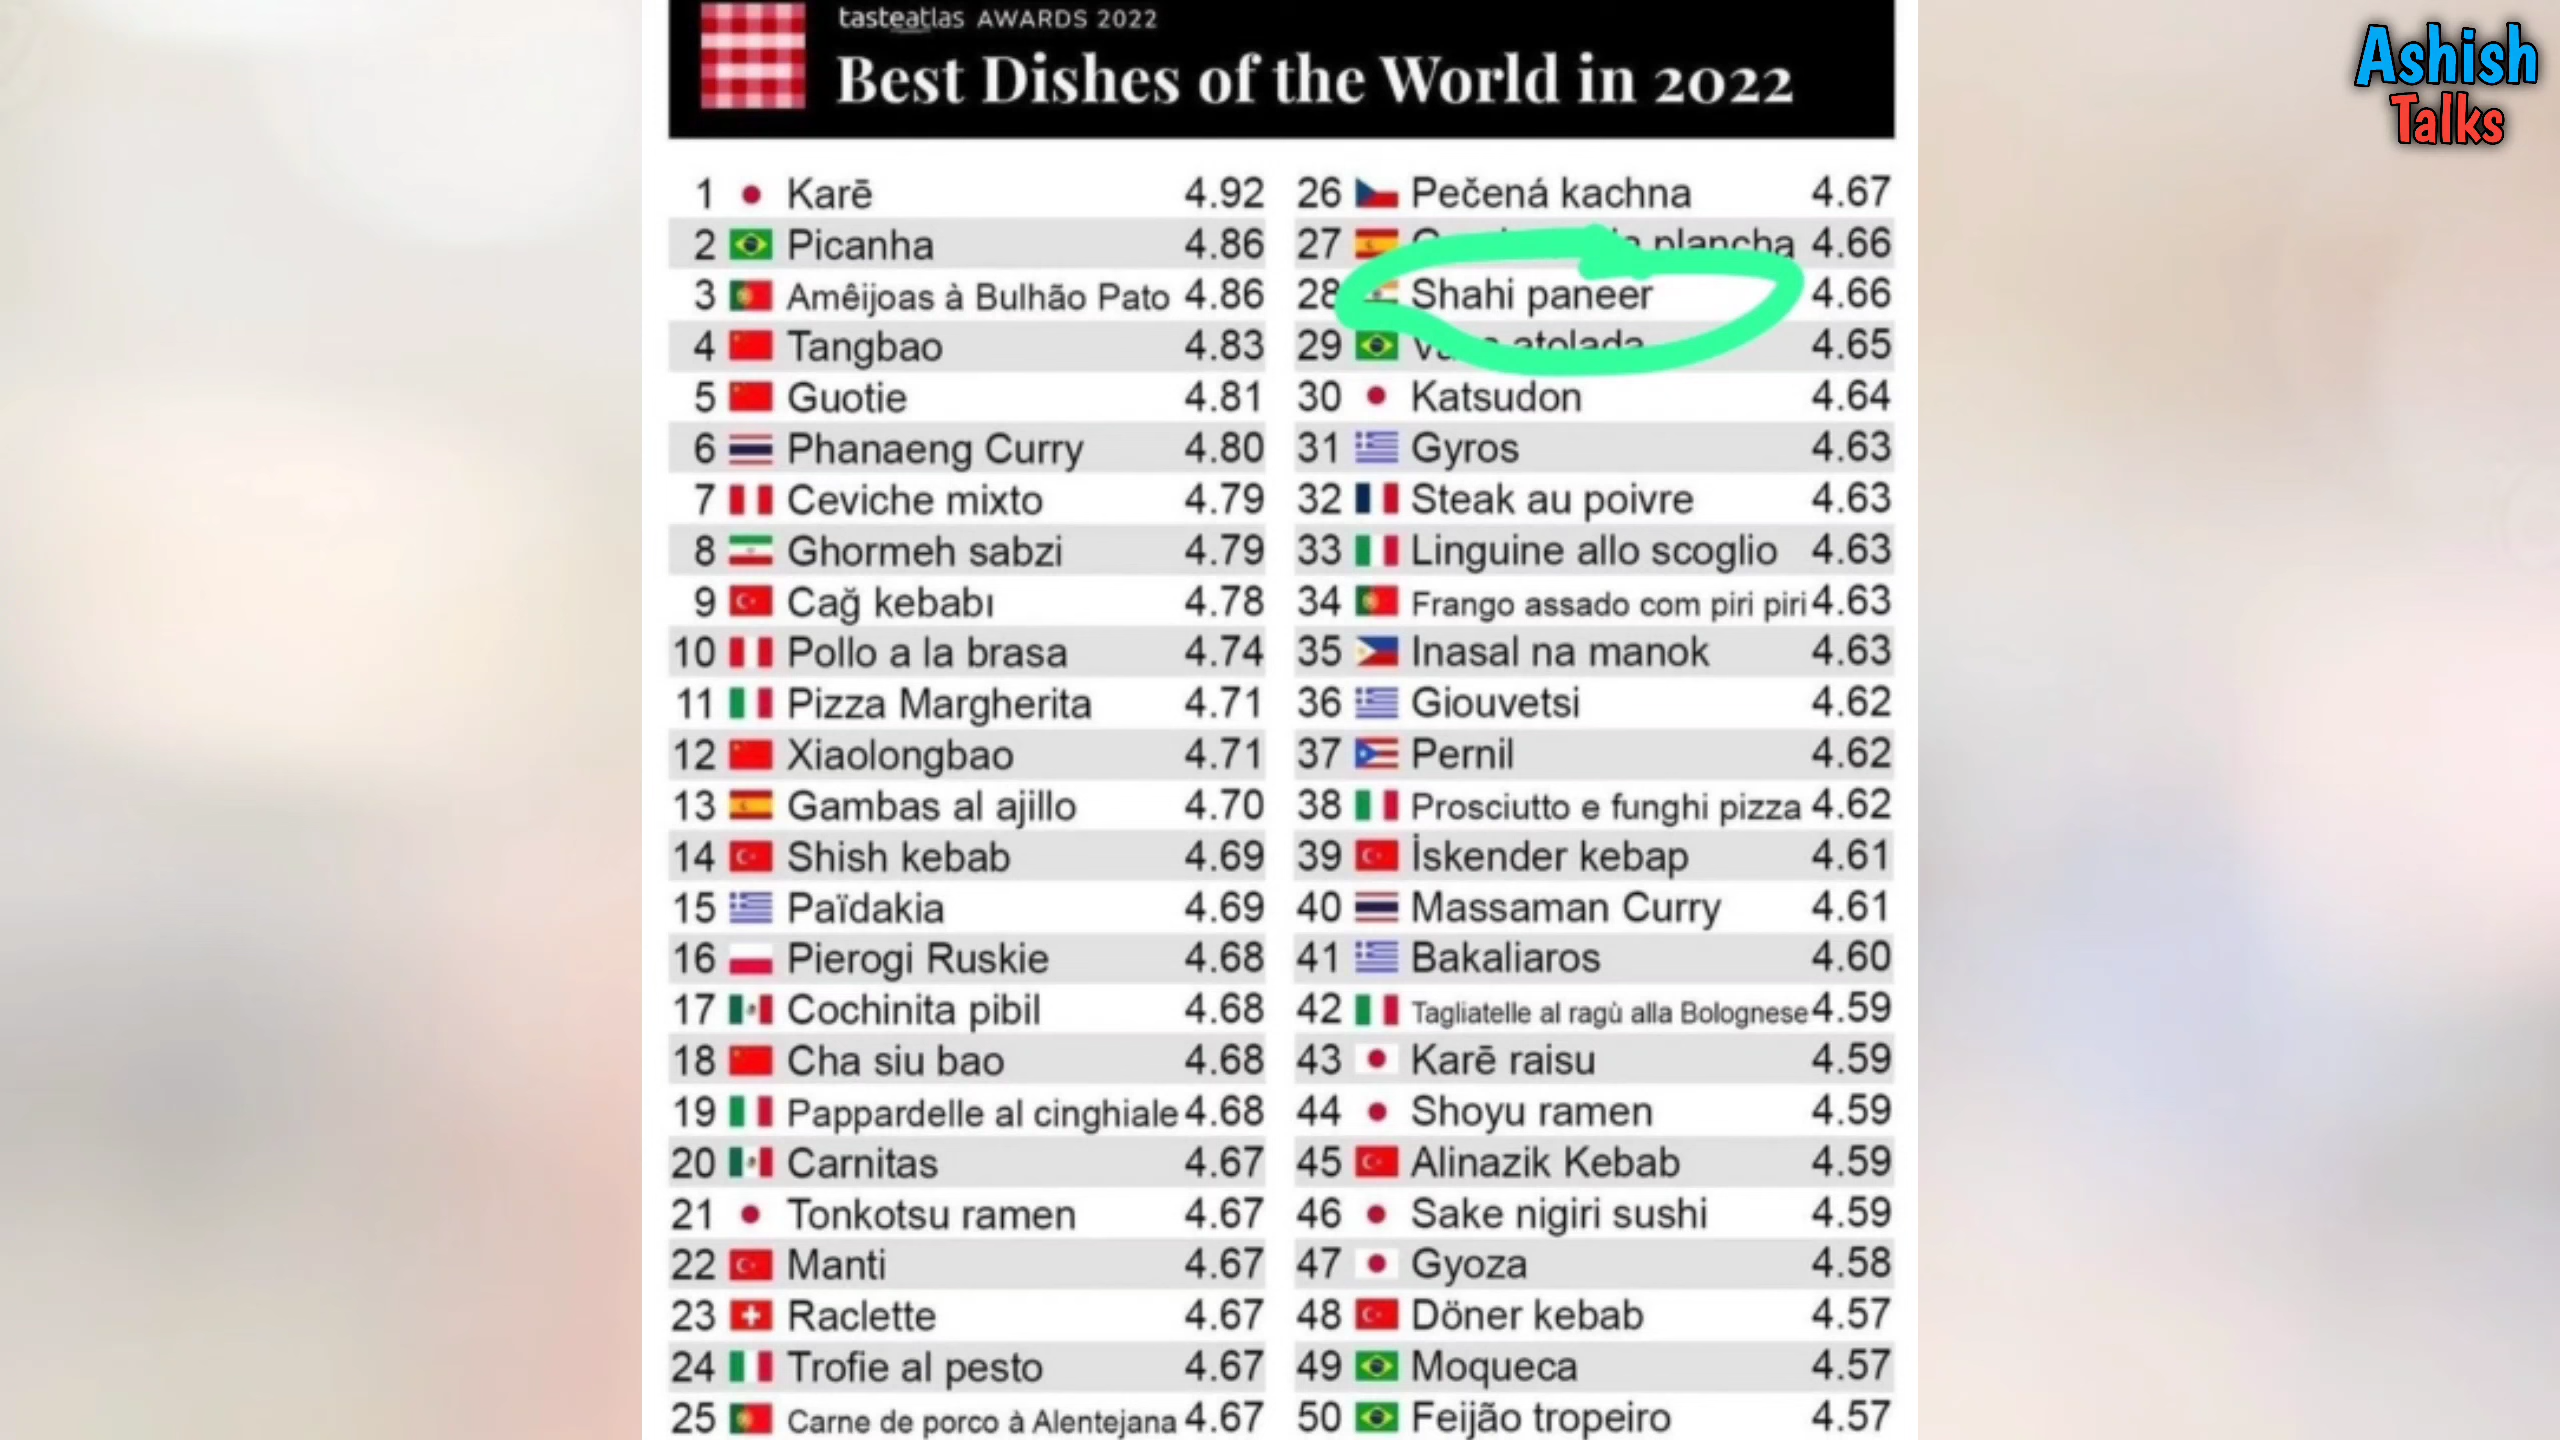 tasteatlas AWARDS 2022
Best Dishes of the World in 2022
Ashish
Talks
1 Karē 4.92
2 Picanha 4.86
3 Amêijoas à Bulhão Pato 4.86
4 Tangbao 4.83
5 Guotie 4.81
6 Phanaeng Curry 4.80
7 Ceviche mixto 4.79
8 Ghormeh sabzi 4.79
9 Cağ kebabı 4.78
10 Pollo a la brasa 4.74
11 Pizza Margherita 4.71
12 Xiaolongbao 4.71
13 Gambas al ajillo 4.70
14 Shish kebab 4.69
15 Païdakia 4.69
16 Pierogi Ruskie 4.68
17 Cochinita pibil 4.68
18 Cha siu bao 4.68
19 Pappardelle al cinghiale 4.68
20 Carnitas 4.67
21 Tonkotsu ramen 4.67
22 Manti 4.67
23 Raclette 4.67
24 Trofie al pesto 4.67
25 Carne de porco à Alentejana 4.67
26 Pečená kachna 4.67
27 plancha 4.66
28 Shahi paneer 4.66
29 atolada 4.65
30 Katsudon 4.64
31 Gyros 4.63
32 Steak au poivre 4.63
33 Linguine allo scoglio 4.63
34 Frango assado com piri piri 4.63
35 Inasal na manok 4.63
36 Giouvetsi 4.62
37 Pernil 4.62
38 Prosciutto e funghi pizza 4.62
39 İskender kebap 4.61
40 Massaman Curry 4.61
41 Bakaliaros 4.60
42 Tagliatelle al ragù alla Bolognese 4.59
43 Karē raisu 4.59
44 Shoyu ramen 4.59
45 Alinazik Kebab 4.59
46 Sake nigiri sushi 4.59
47 Gyoza 4.58
48 Döner kebab 4.57
49 Moqueca 4.57
50 Feijão tropeiro 4.57